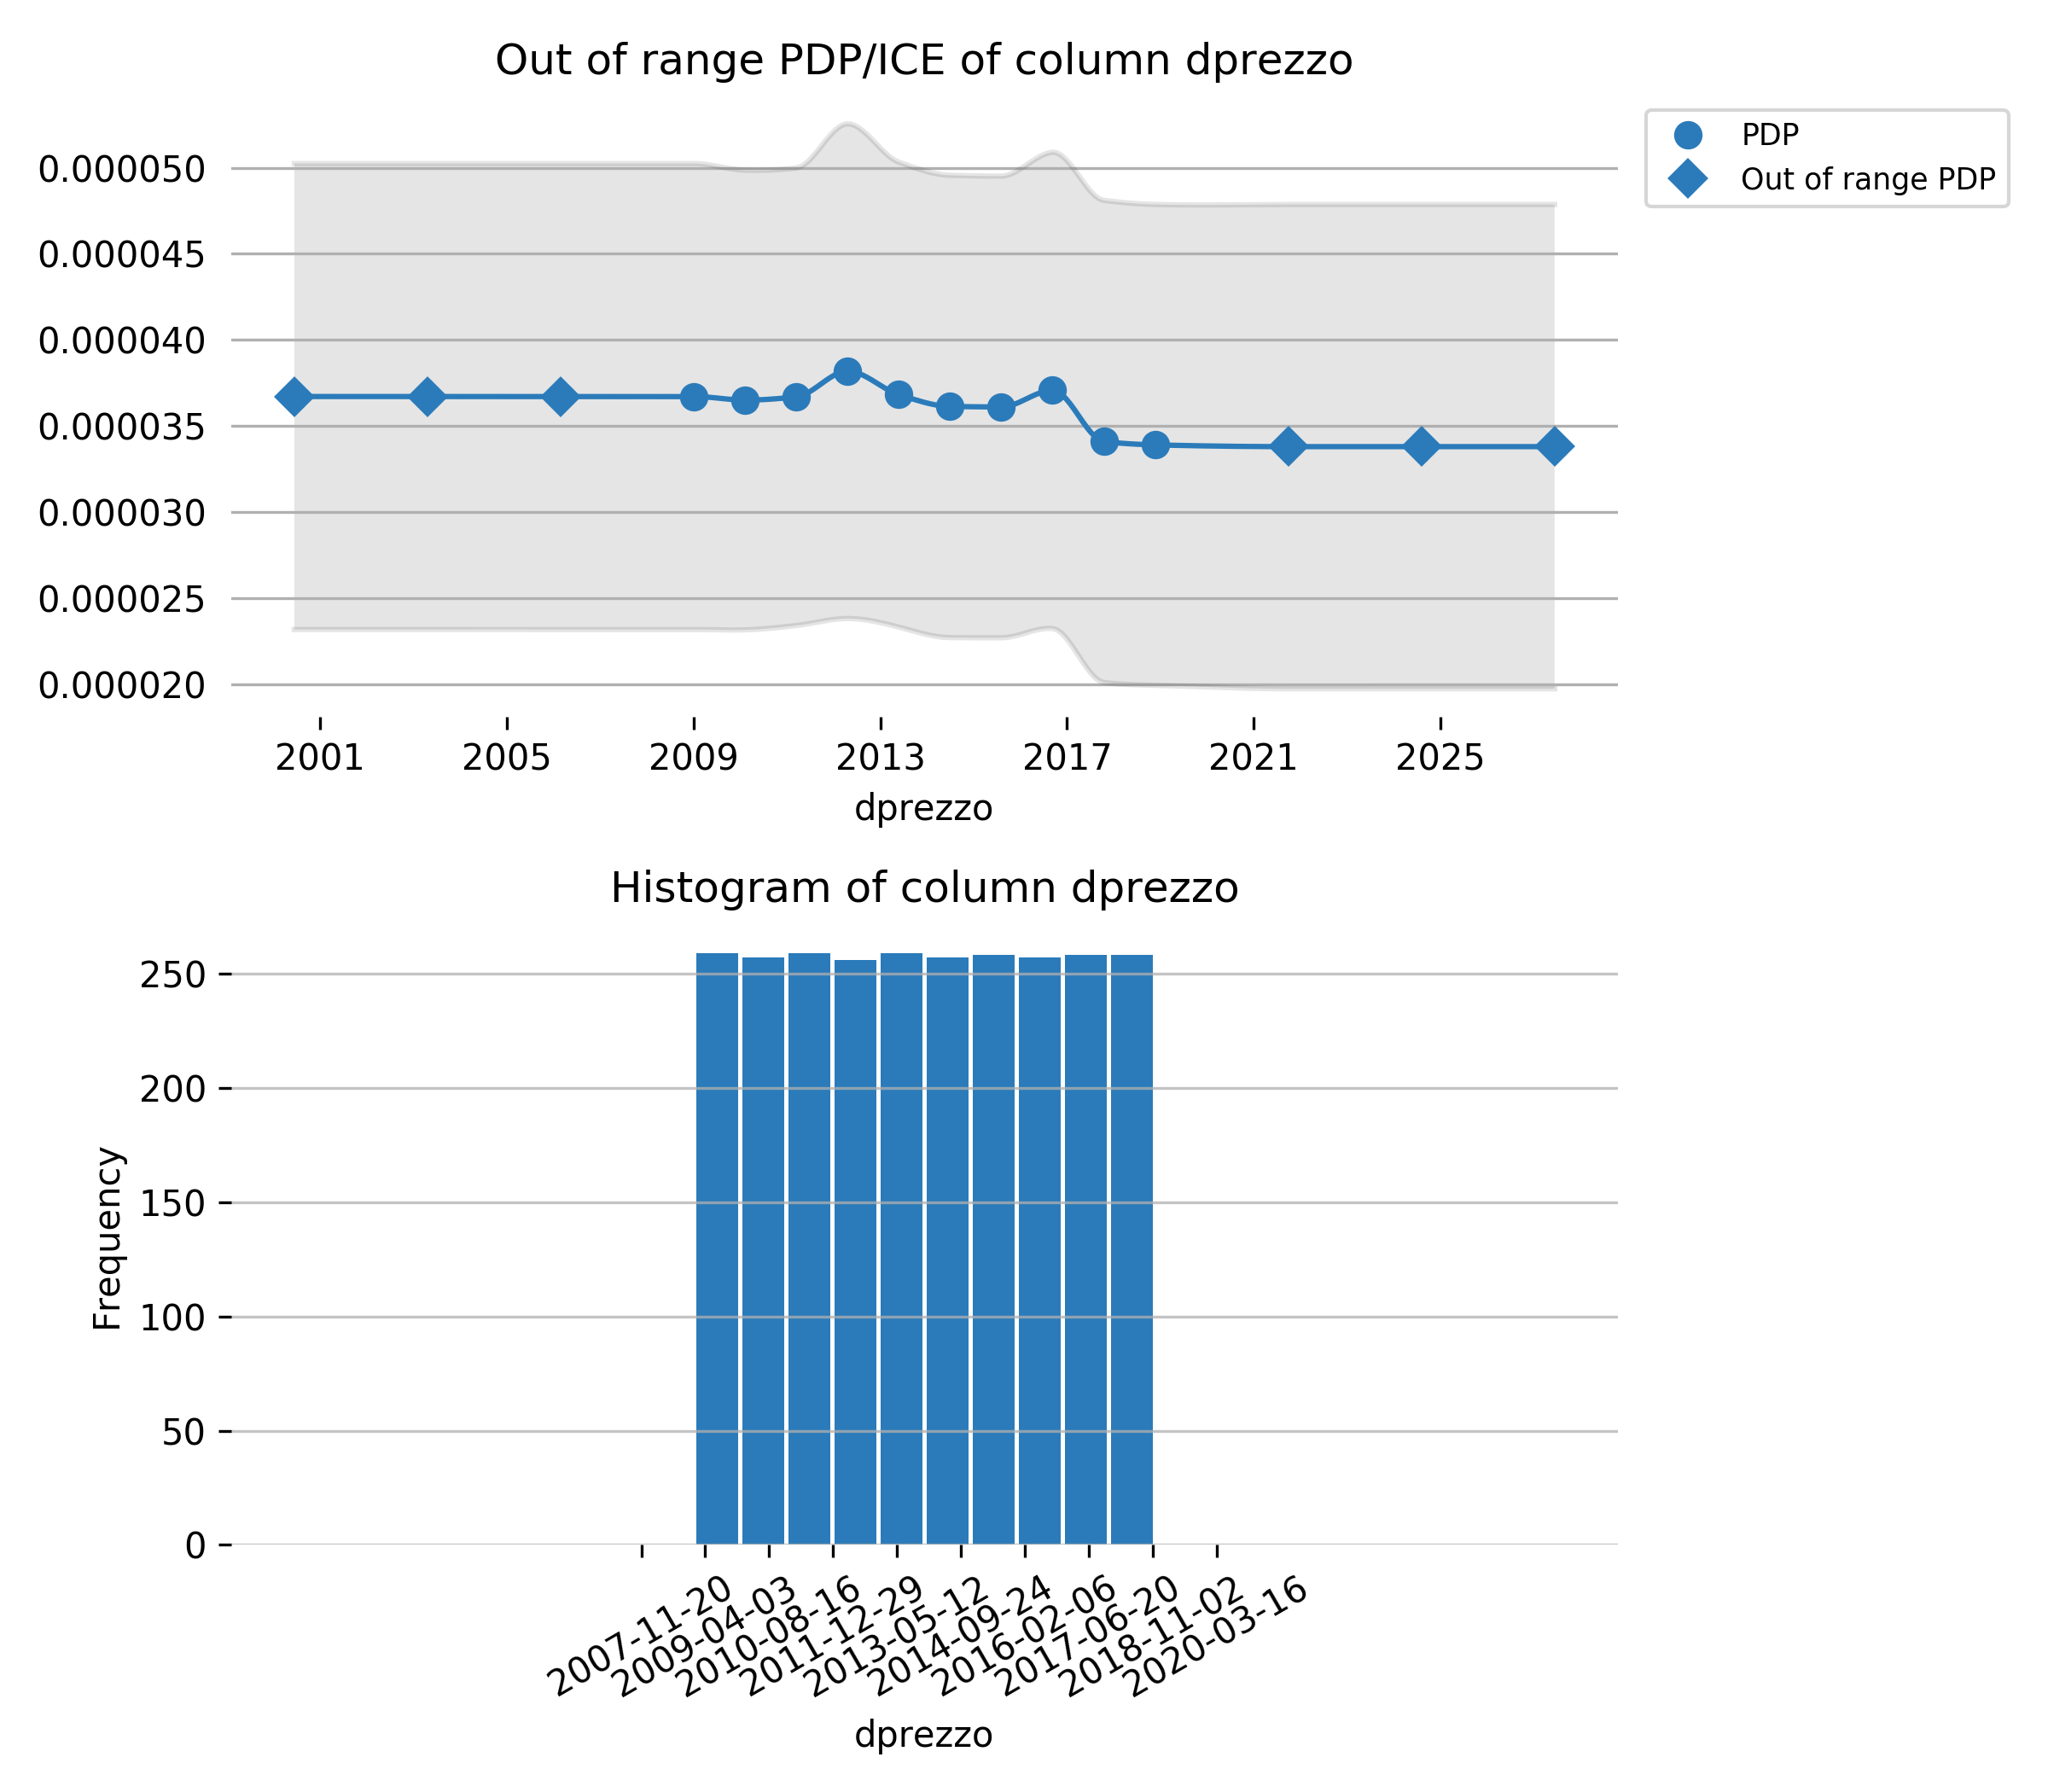 Out of range PDP/ICE of column dprezzo
PDP
Out of range PDP
0.000050
0.000045
0.000040
0.000035
0.000030
0.000025
0.000020
2001 2005 2009 2013 2017 2021 2025
dprezzo
Histogram of column dprezzo
250
200
150
100
50
0
Frequency
2007-11-20
2009-04-03
2010-08-16
2011-12-29
2013-05-12
2014-09-24
2016-02-06
2017-06-20
2018-11-02
2020-03-16
dprezzo